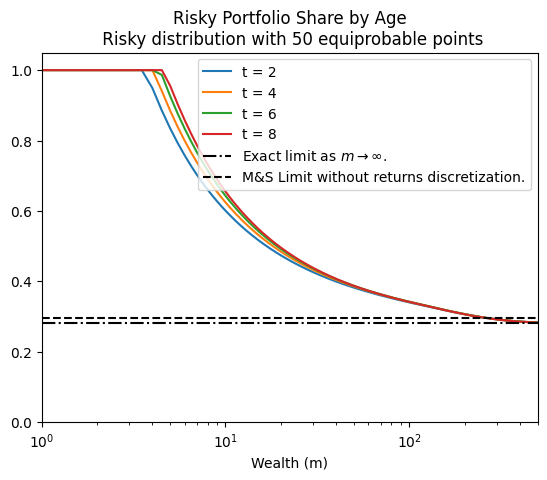 Risky Portfolio Share by Age
Risky distribution with 50 equiprobable points
t = 2
t = 4
t = 6
t = 8
Exact limit as m → ∞.
M&S Limit without returns discretization.
1.0
0.8
0.6
0.4
0.2
0.0
10⁰
10¹
10²
Wealth (m)